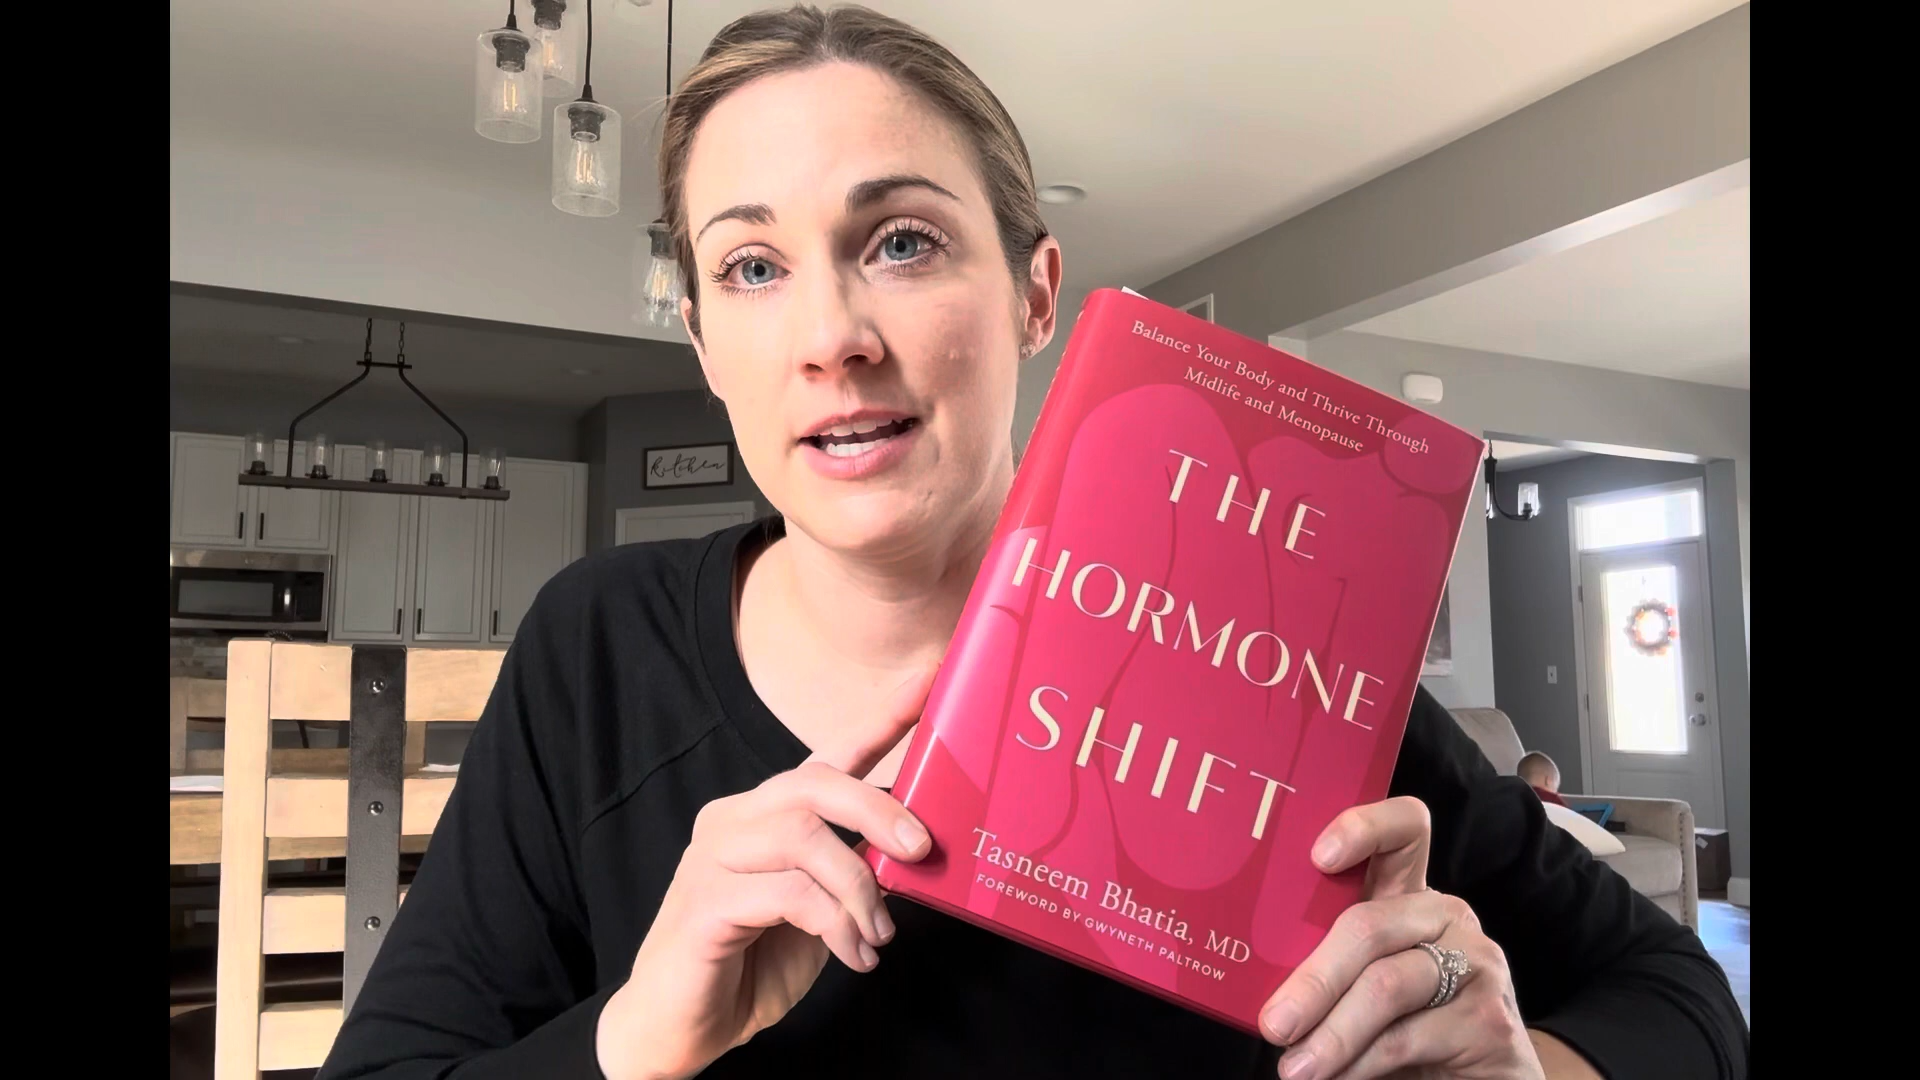 kitchen
Balance Your Body and Thrive Through
Midlife and Menopause
THE
HORMONE
SHIFT
Tasneem Bhatia, MD
FOREWORD BY GWYNETH PALTROW